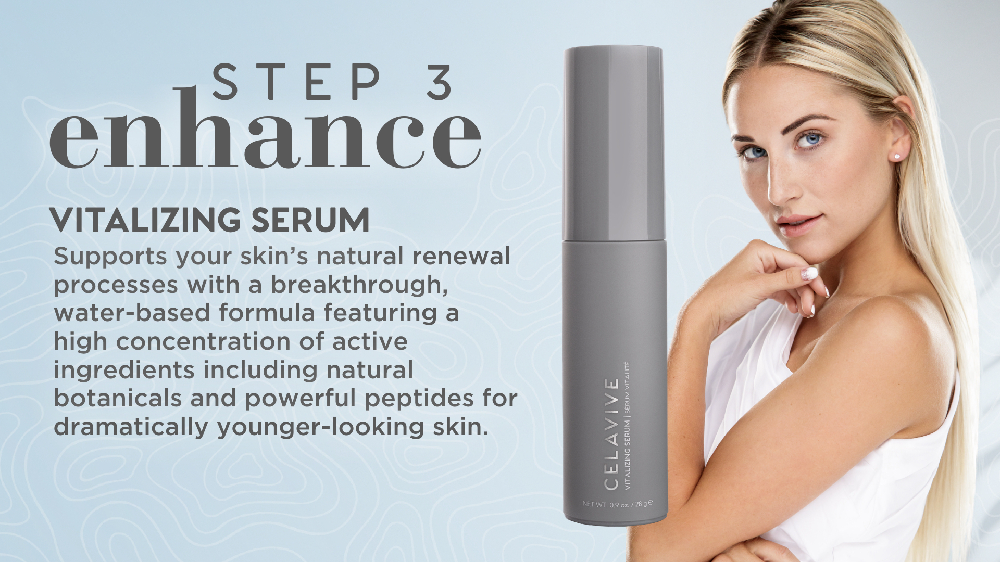 STEP 3
enhance
VITALIZING SERUM
Supports your skin’s natural renewal
processes with a breakthrough,
water-based formula featuring a
high concentration of active
ingredients including natural
botanicals and powerful peptides for
dramatically younger-looking skin.
CELAVIVE
VITALIZING SERUM | SÉRUM VITALITÉ
NET WT. 0.9 oz. / 28 g ℮